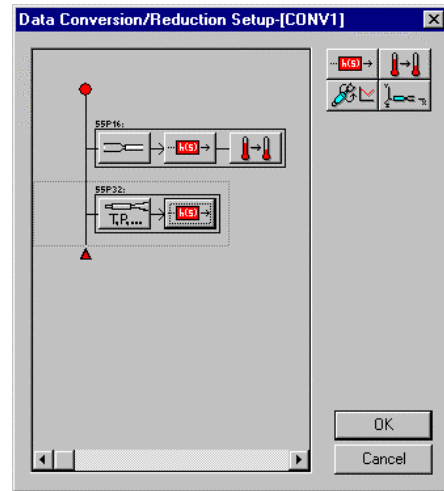 Data Conversion/Reduction Setup-[CONV1]
h(s)
55P16:
h(s)
55P32:
T,P,...
h(s)
OK
Cancel